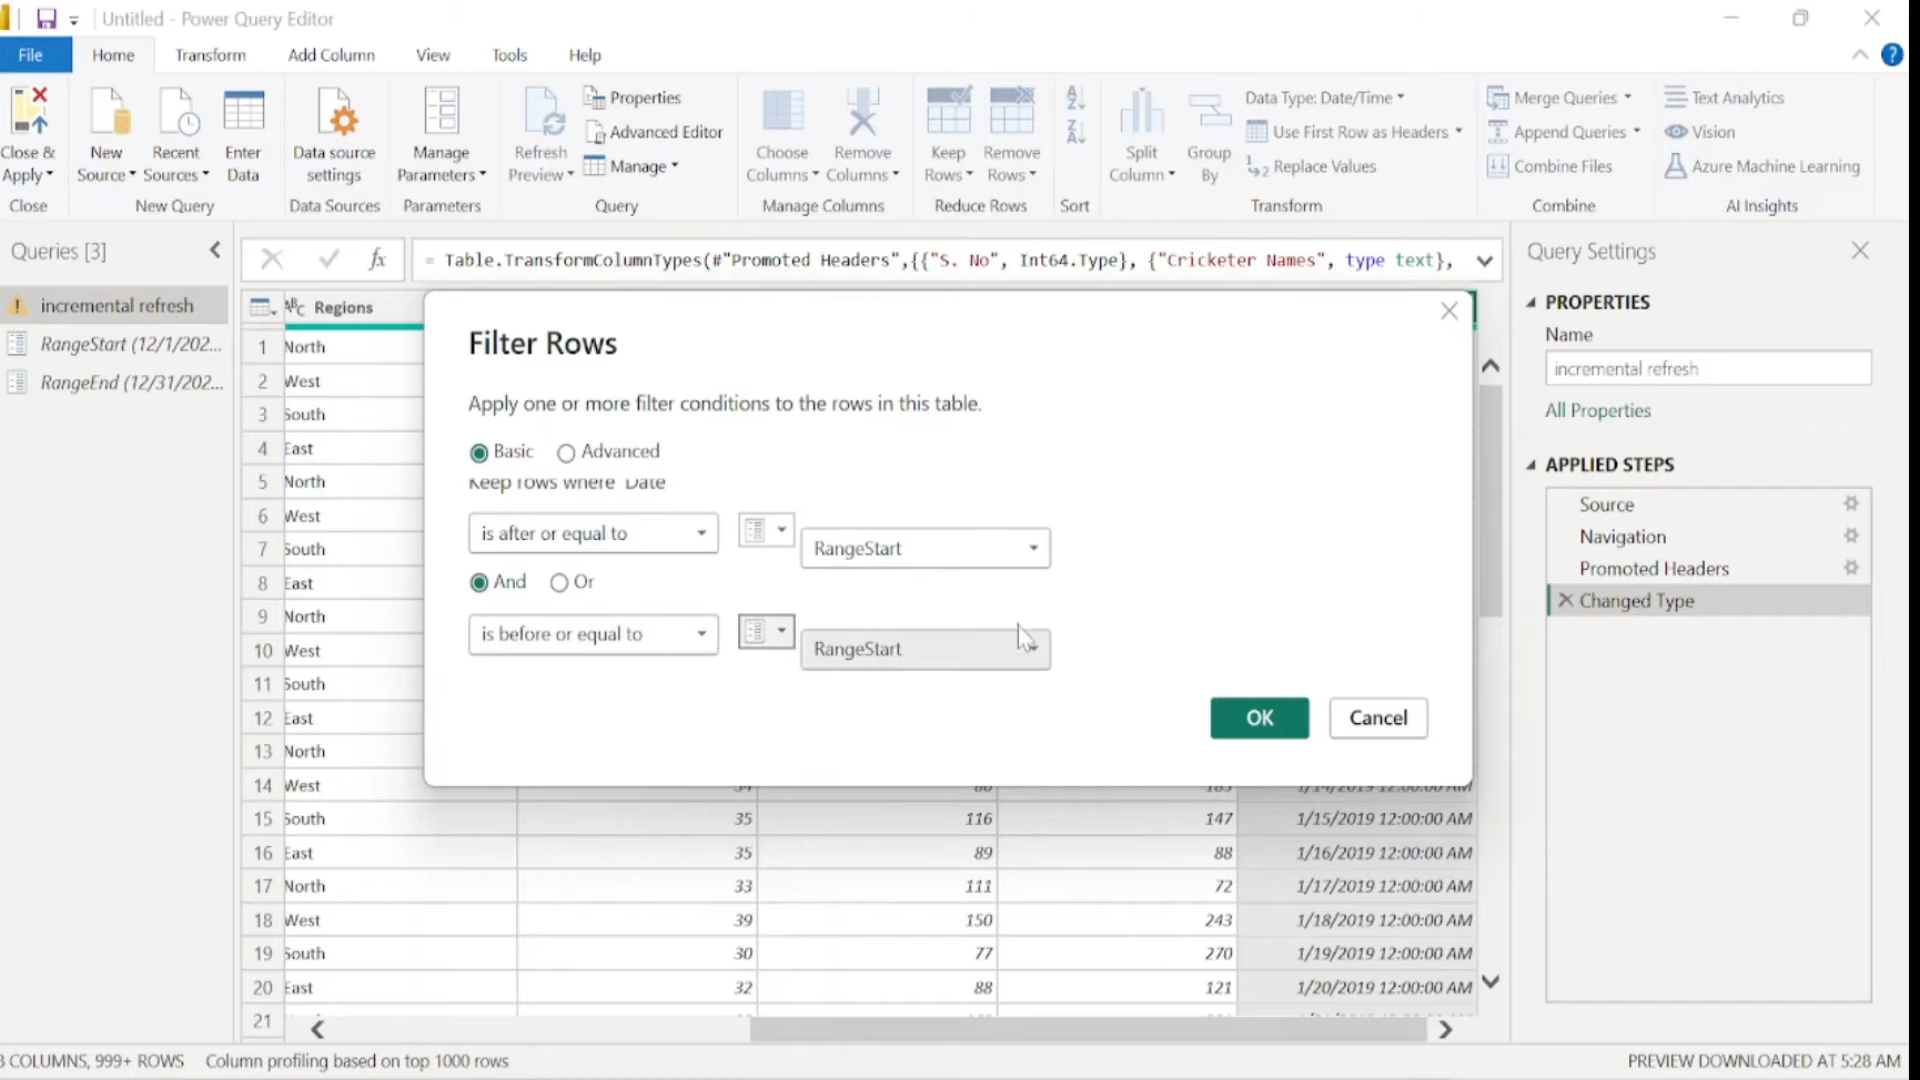 Untitled - Power Query Editor
File Home Transform Add Column View Tools Help
Close & Apply
New Source
Recent Sources
Enter Data
Data source settings
Manage Parameters
Refresh Preview
Properties
Advanced Editor
Manage
Choose Columns
Remove Columns
Keep Rows
Remove Rows
Split Column
Group By
Data Type: Date/Time
Use First Row as Headers
Replace Values
Merge Queries
Append Queries
Combine Files
Text Analytics
Vision
Azure Machine Learning
Close New Query Data Sources Parameters Query Manage Columns Reduce Rows Sort Transform Combine AI Insights
Queries [3]
incremental refresh
RangeStart (12/1/202...
RangeEnd (12/31/202...
fx = Table.TransformColumnTypes(#"Promoted Headers",{{"S. No", Int64.Type}, {"Cricketer Names", type text},
Regions
1 North
2 West
3 South
4 East
5 North
6 West
7 South
8 East
9 North
10 West
11 South
12 East
13 North
14 West
15 South 35 116 147 1/15/2019 12:00:00 AM
16 East 35 89 88 1/16/2019 12:00:00 AM
17 North 33 111 72 1/17/2019 12:00:00 AM
18 West 39 150 243 1/18/2019 12:00:00 AM
19 South 30 77 270 1/19/2019 12:00:00 AM
20 East 32 88 121 1/20/2019 12:00:00 AM
21
Filter Rows
Apply one or more filter conditions to the rows in this table.
Basic Advanced
Keep rows where 'Date'
is after or equal to RangeStart
And Or
is before or equal to RangeStart
OK Cancel
Query Settings
PROPERTIES
Name
incremental refresh
All Properties
APPLIED STEPS
Source
Navigation
Promoted Headers
Changed Type
COLUMNS, 999+ ROWS Column profiling based on top 1000 rows
PREVIEW DOWNLOADED AT 5:28 AM